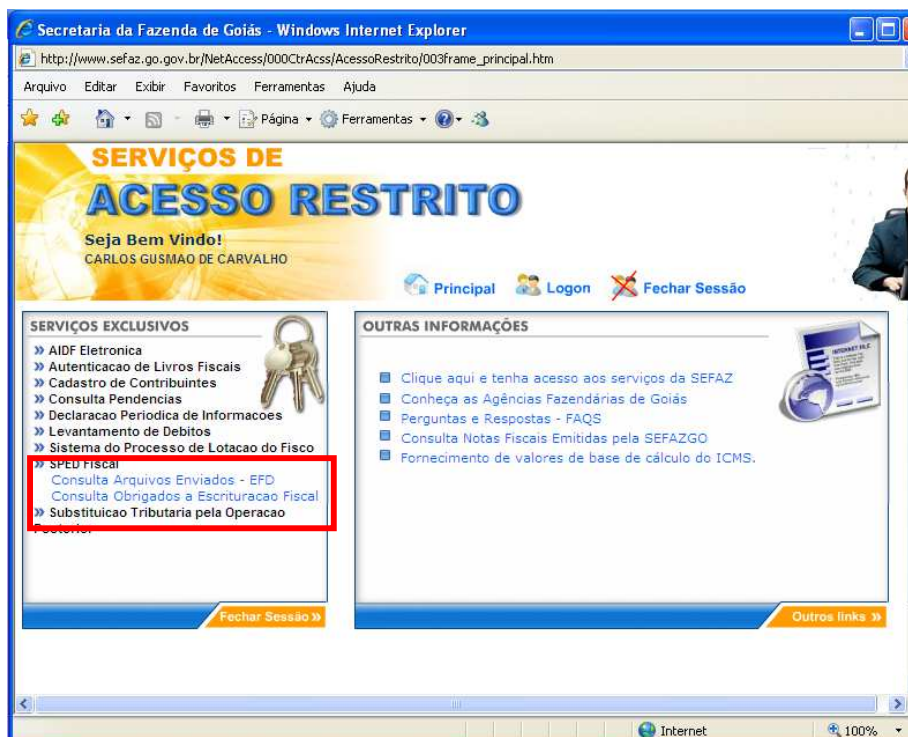 Secretaria da Fazenda de Goiás - Windows Internet Explorer
http://www.sefaz.go.gov.br/NetAccess/000CtrAcss/AcessoRestrito/003frame_principal.htm
Arquivo Editar Exibir Favoritos Ferramentas Ajuda
Página Ferramentas
SERVIÇOS DE
ACESSO RESTRITO
Seja Bem Vindo!
CARLOS GUSMAO DE CARVALHO
Principal Logon Fechar Sessão
SERVIÇOS EXCLUSIVOS
» AIDF Eletronica
» Autenticacao de Livros Fiscais
» Cadastro de Contribuintes
» Consulta Pendencias
» Declaracao Periodica de Informacoes
» Levantamento de Debitos
» Sistema do Processo de Lotacao do Fisco
» SPED Fiscal
Consulta Arquivos Enviados - EFD
Consulta Obrigados a Escrituracao Fiscal
» Substituicao Tributaria pela Operacao
Posterior
Fechar Sessão »
OUTRAS INFORMAÇÕES
INTERNET FILE
Clique aqui e tenha acesso aos serviços da SEFAZ
Conheça as Agências Fazendárias de Goiás
Perguntas e Respostas - FAQS
Consulta Notas Fiscais Emitidas pela SEFAZGO
Fornecimento de valores de base de cálculo do ICMS.
Outros links »
Internet 100%